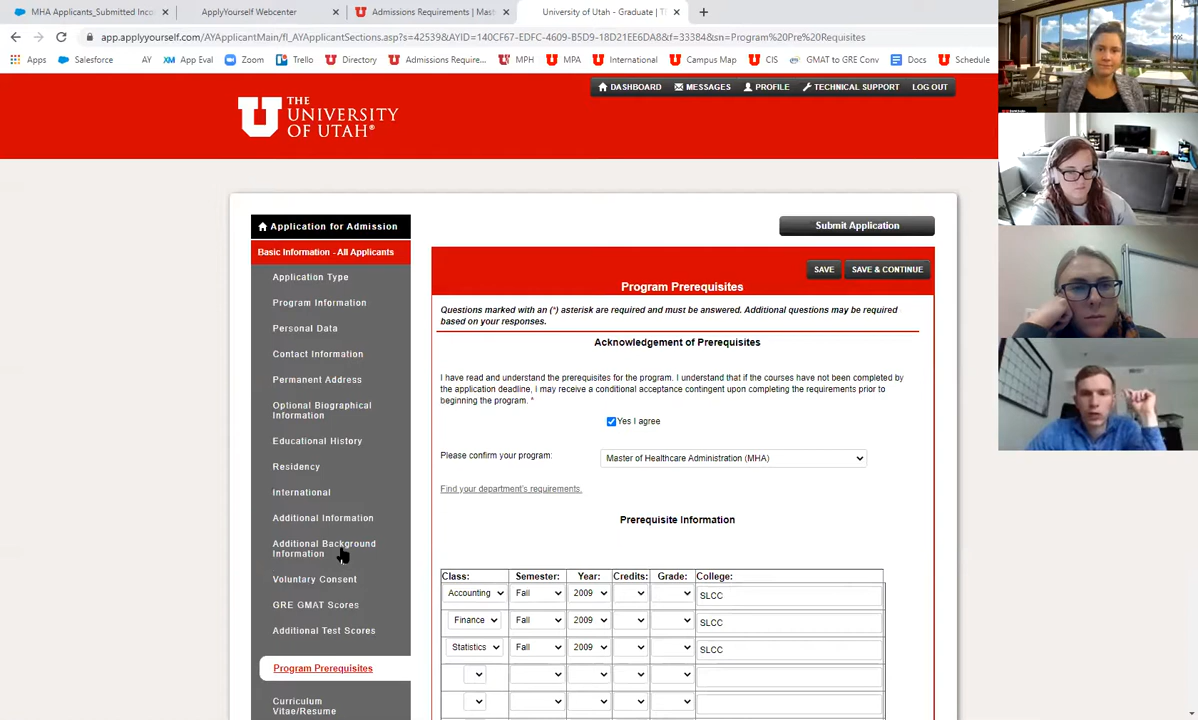 MHA Applicants_Submitted Inco
ApplyYourself Webcenter
Admissions Requirements | Mast
University of Utah - Graduate | Th
app.applyyourself.com/AYApplicantMain/fl_AYApplicantSections.asp?s=42539&AYID=140CF67-EDFC-4609-B5D9-18D21EE6DA8&f=33384&sn=Program%20Pre%20Requisites
Apps Salesforce AY App Eval Zoom Trello Directory Admissions Require... MPH MPA International Campus Map CIS GMAT to GRE Conv Docs Schedule
DASHBOARD MESSAGES PROFILE TECHNICAL SUPPORT LOG OUT
THE
UNIVERSITY
OF UTAH®
Application for Admission
Submit Application
Basic Information - All Applicants
Application Type
Program Information
Personal Data
Contact Information
Permanent Address
Optional Biographical
Information
Educational History
Residency
International
Additional Information
Additional Background
Information
Voluntary Consent
GRE GMAT Scores
Additional Test Scores
Program Prerequisites
Curriculum
Vitae/Resume
SAVE SAVE & CONTINUE
Program Prerequisites
Questions marked with an (*) asterisk are required and must be answered. Additional questions may be required
based on your responses.
Acknowledgement of Prerequisites
I have read and understand the prerequisites for the program. I understand that if the courses have not been completed by
the application deadline, i may receive a conditional acceptance contingent upon completing the requirements prior to
beginning the program. *
Yes I agree
Please confirm your program: Master of Healthcare Administration (MHA)
Find your department's requirements.
Prerequisite Information
Class: Semester: Year: Credits: Grade: College:
Accounting Fall 2009 SLCC
Finance Fall 2009 SLCC
Statistics Fall 2009 SLCC